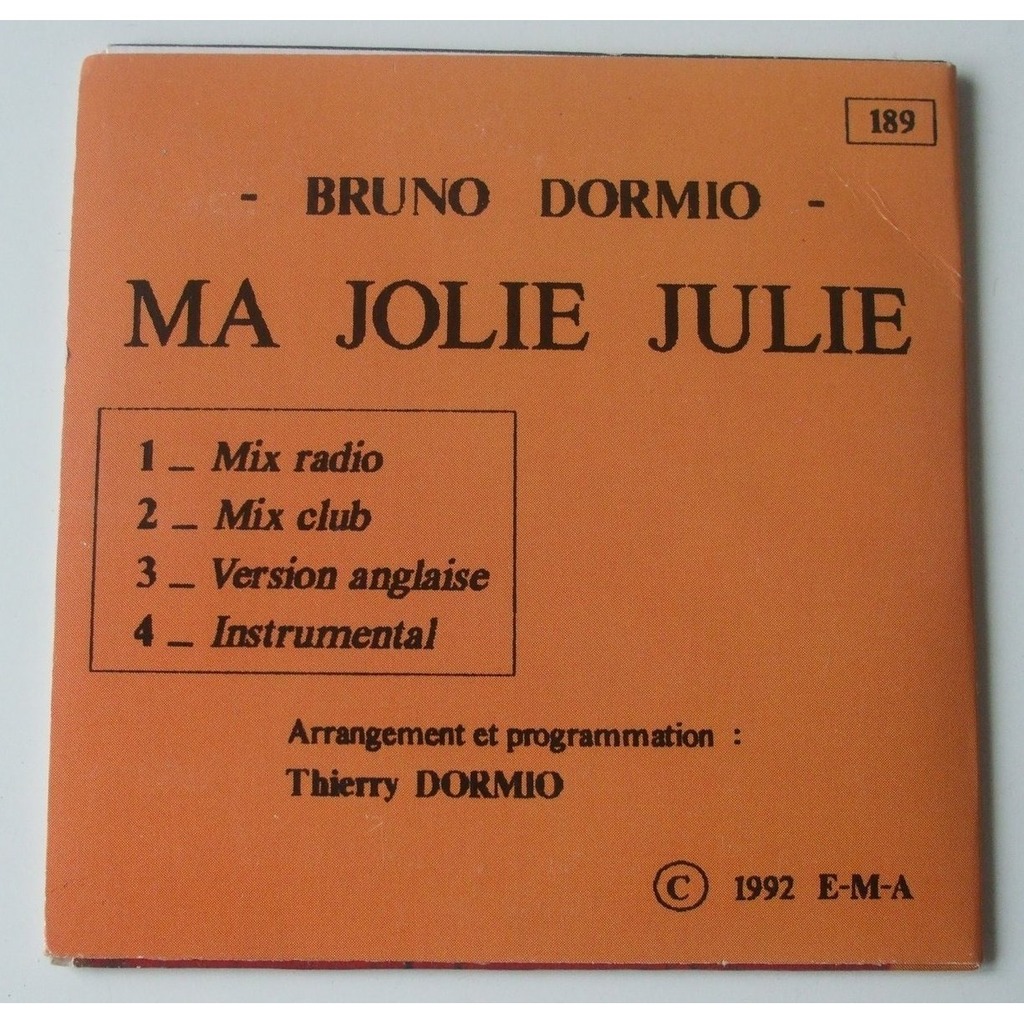 189
- BRUNO DORMIO -
MA JOLIE JULIE
1 _ Mix radio
2 _ Mix club
3 _ Version anglaise
4 _ Instrumental
Arrangement et programmation :
Thierry DORMIO
© 1992 E-M-A